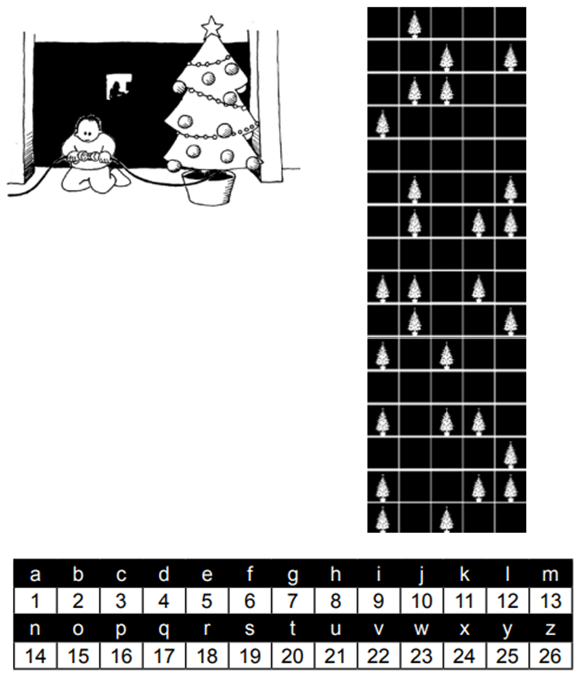 a b c d e f g h i j k l m
1 2 3 4 5 6 7 8 9 10 11 12 13
n o p q r s t u v w x y z
14 15 16 17 18 19 20 21 22 23 24 25 26